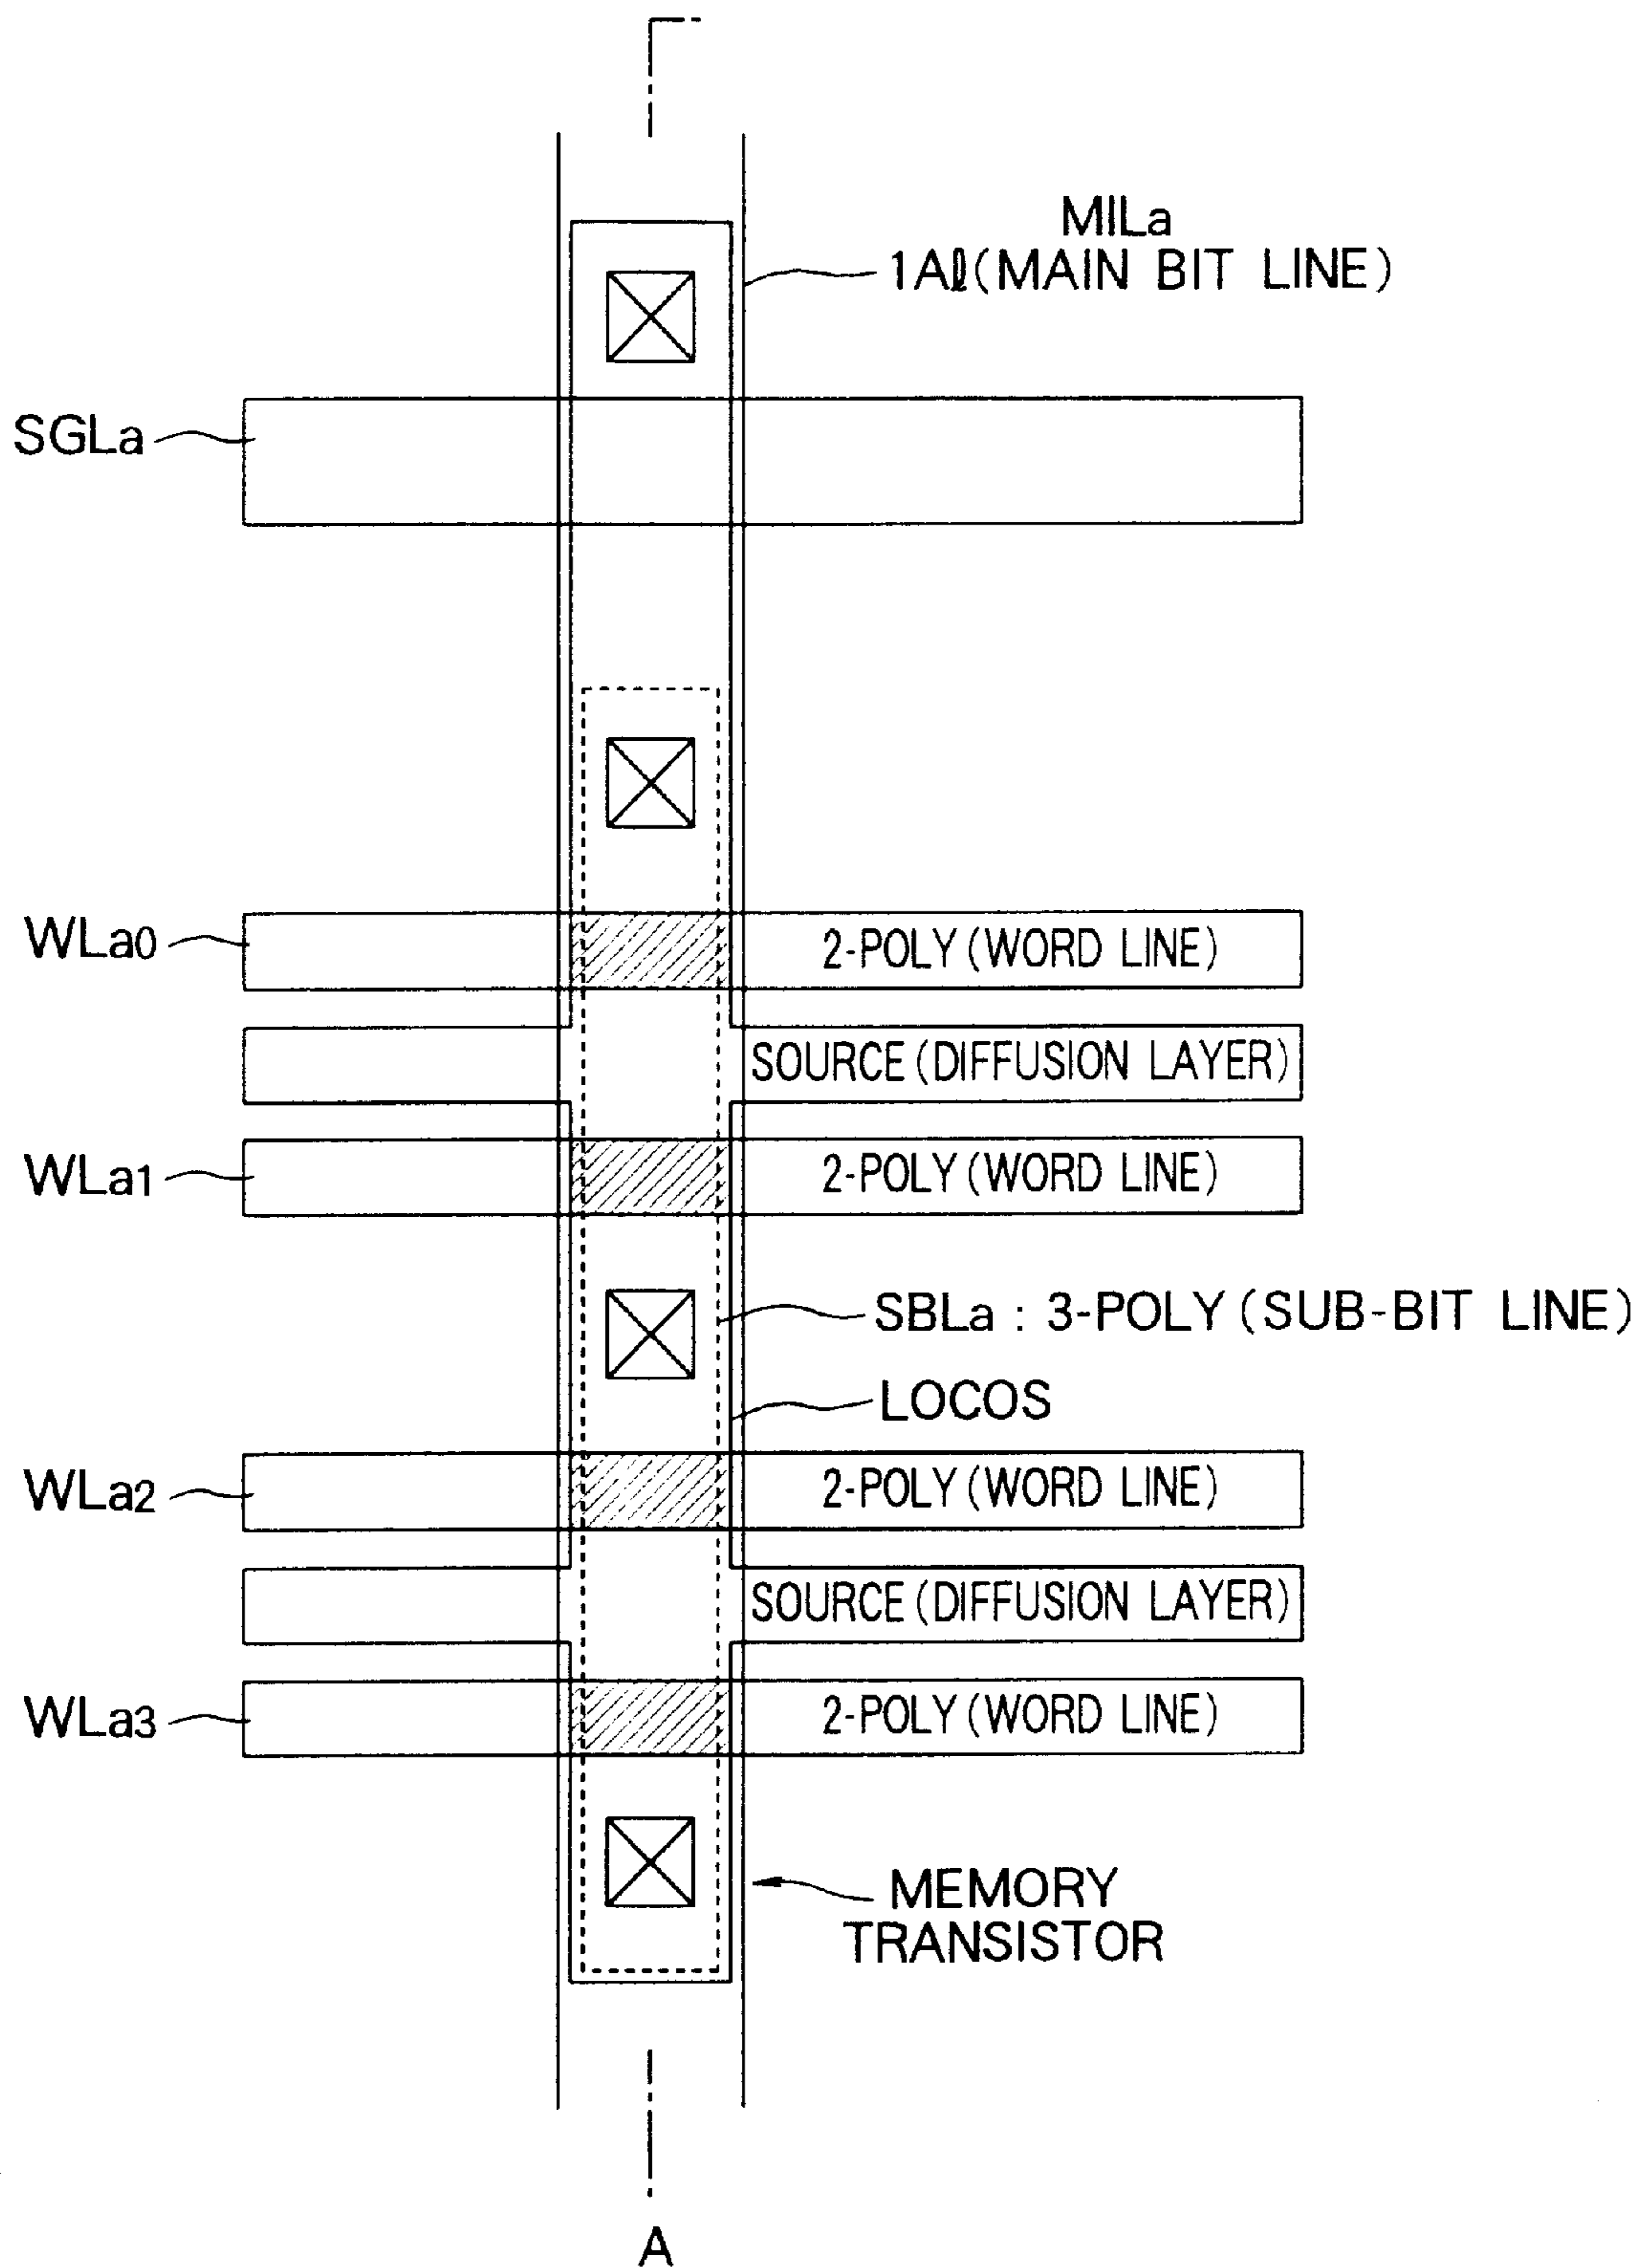 MILa
1Aℓ(MAIN BIT LINE)
SGLa
WLa0
2-POLY(WORD LINE)
SOURCE(DIFFUSION LAYER)
WLa1
2-POLY(WORD LINE)
SBLa : 3-POLY(SUB-BIT LINE)
LOCOS
WLa2
2-POLY(WORD LINE)
SOURCE(DIFFUSION LAYER)
WLa3
2-POLY(WORD LINE)
MEMORY
TRANSISTOR
A